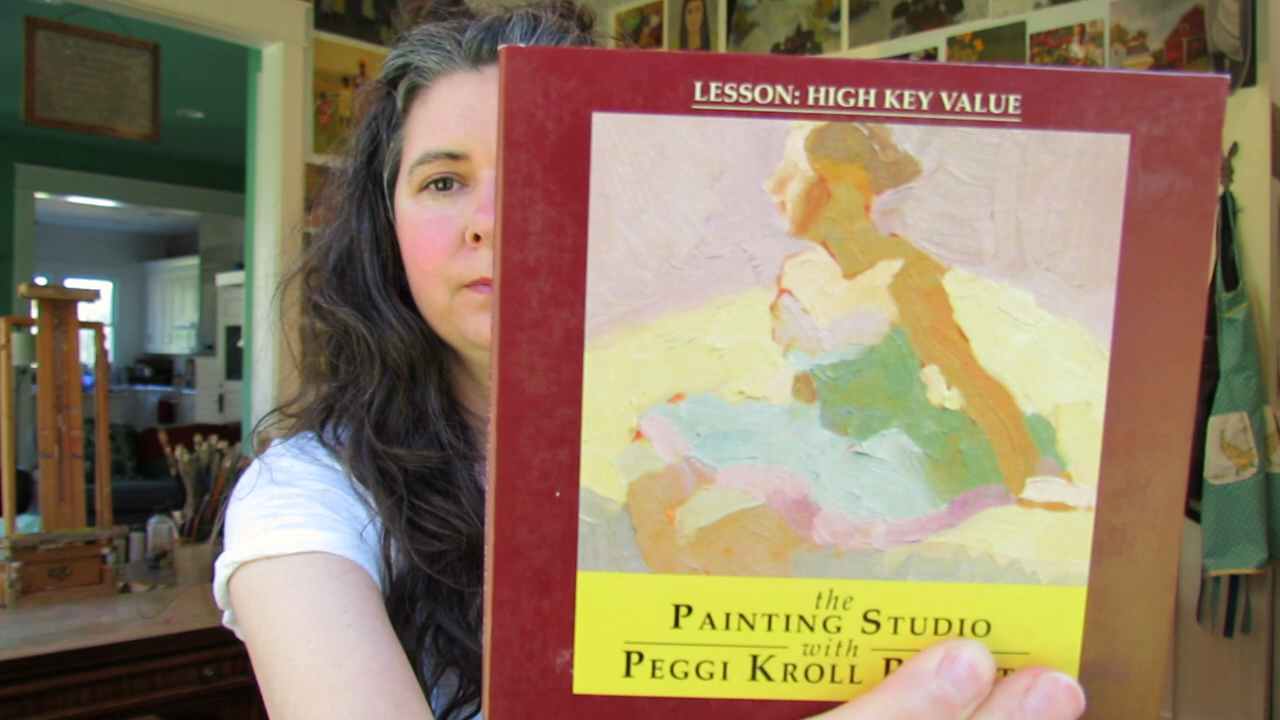 LESSON: HIGH KEY VALUE
the
PAINTING STUDIO
with
PEGGI KROLL